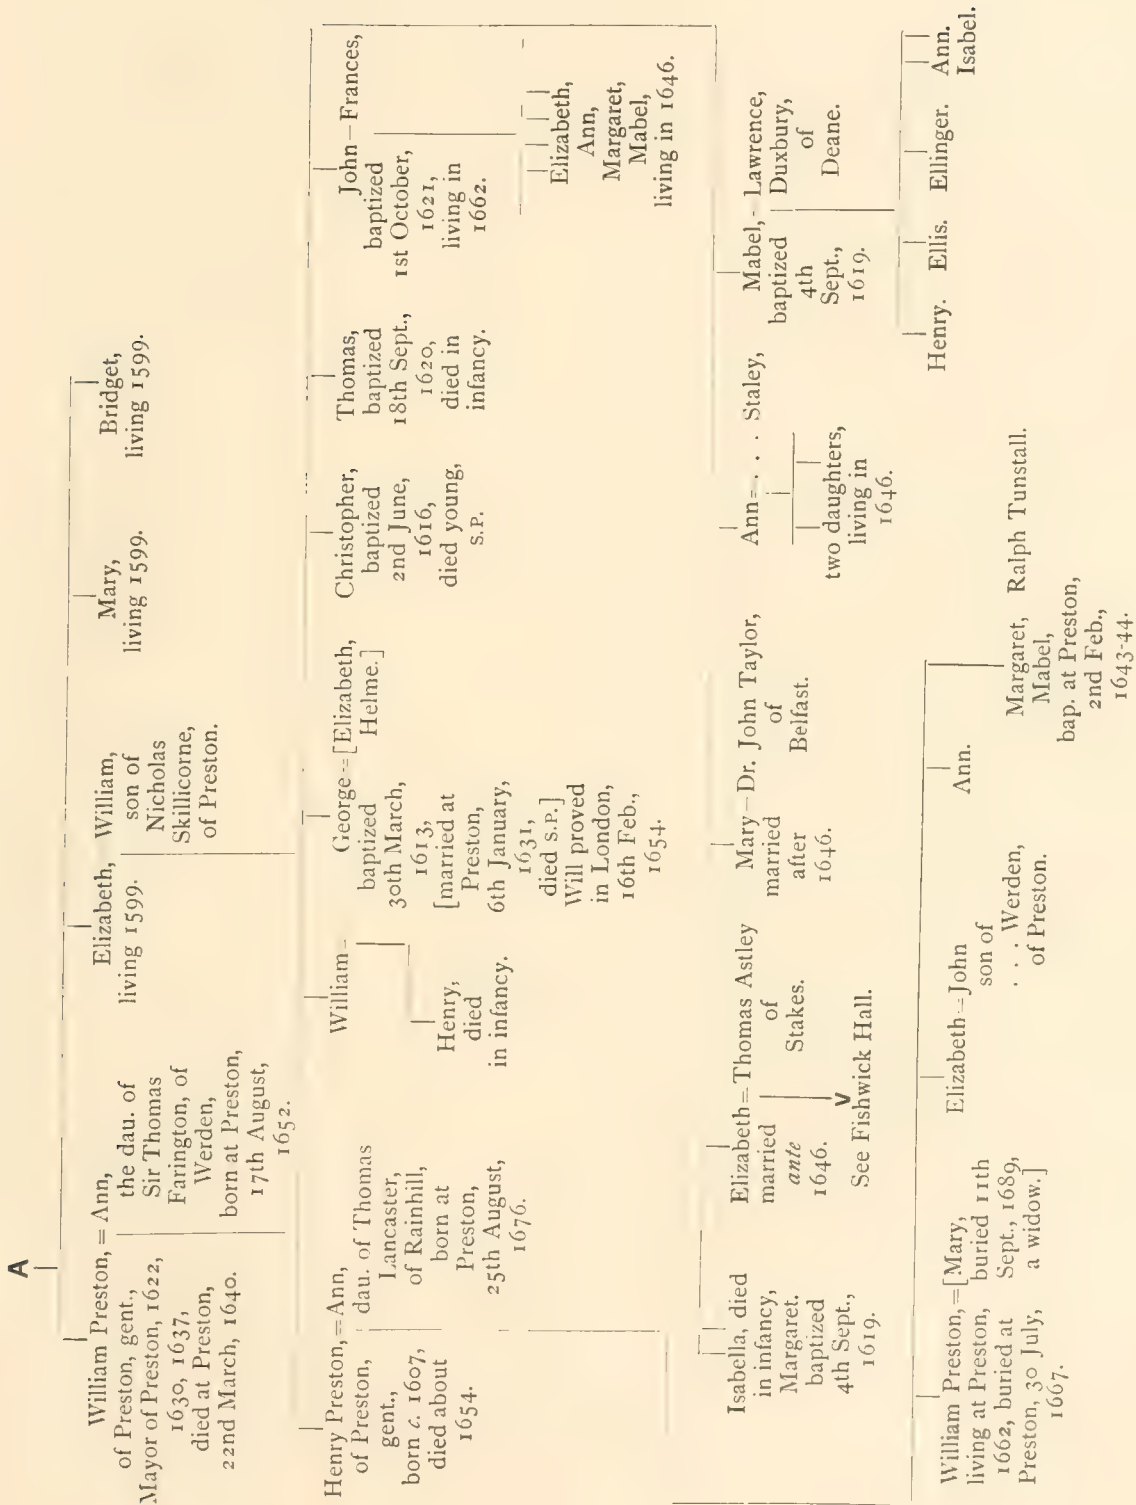 A
William Preston, = Ann,
of Preston, gent.,
Mayor of Preston, 1622,
1630, 1637,
died at Preston,
22nd March, 1640.
the dau. of
Sir Thomas
Farington, of
Werden,
born at Preston,
17th August,
1652.
Elizabeth,
living 1599.
William,
son of
Nicholas
Skillicorne,
of Preston.
Mary,
living 1599.
Bridget,
living 1599.
Henry Preston, = Ann,
of Preston,
gent.,
born c. 1607,
died about
1654.
dau. of Thomas
Lancaster,
of Rainhill,
born at
Preston,
25th August,
1676.
William
Henry,
died
in infancy.
George = [Elizabeth,
Helme.]
baptized
30th March,
1613,
[married at
Preston,
6th January,
1631,
died s.p.]
Will proved
in London,
16th Feb.,
1654.
Christopher,
baptized
2nd June,
1616,
died young,
s.p.
Thomas,
baptized
18th Sept.,
1620,
died in
infancy.
John – Frances,
baptized
1st October,
1621,
living in
1662.
Elizabeth,
Ann,
Margaret,
Mabel,
living in 1646.
Isabella, died
in infancy,
Margaret.
baptized
4th Sept.,
1619.
Elizabeth = Thomas Astley
married
ante
1646.
of
Stakes.
See Fishwick Hall.
Mary – Dr. John Taylor,
married
after
1646.
of
Belfast.
Ann = . . . Staley,
two daughters,
living in
1646.
Mabel, - Lawrence,
baptized
4th
Sept.,
1619.
Duxbury,
of
Deane.
Henry. Ellis. Ellinger. Ann.
Isabel.
William Preston, = [Mary,
living at Preston,
1662, buried at
Preston, 30 July,
1667.
buried 11th
Sept., 1689,
a widow.]
Elizabeth = John
son of
. . . Werden,
of Preston.
Ann.
Margaret, Ralph Tunstall.
Mabel,
bap. at Preston,
2nd Feb.,
1643-44.